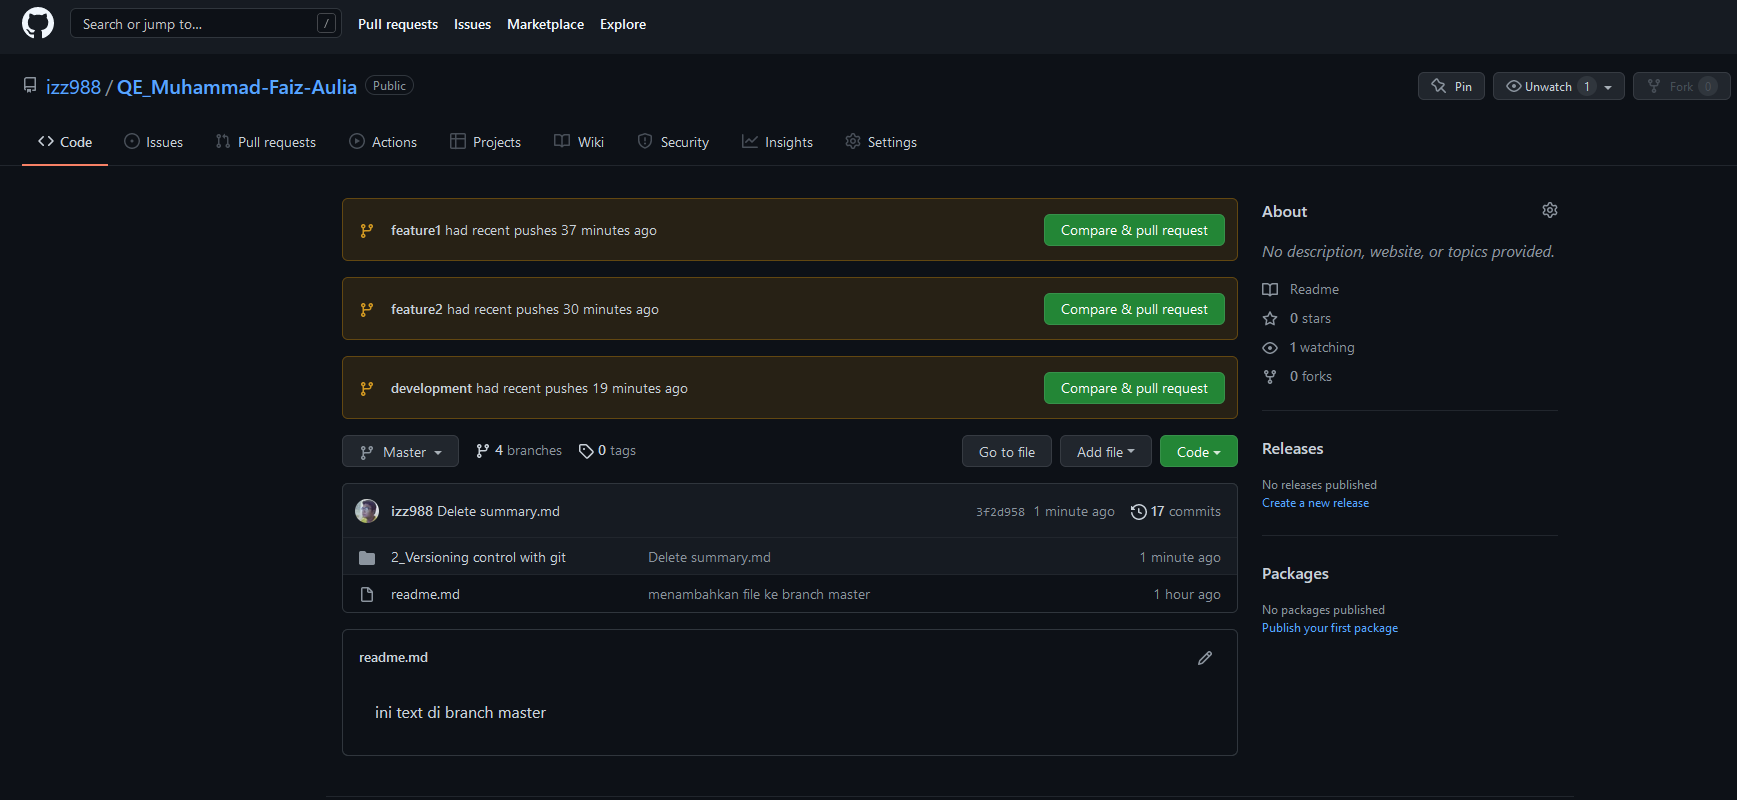 Search or jump to... /
Pull requests Issues Marketplace Explore
izz988 / QE_Muhammad-Faiz-Aulia Public
Pin Unwatch 1 Fork 0
Code Issues Pull requests Actions Projects Wiki Security Insights Settings
feature1 had recent pushes 37 minutes ago Compare & pull request
feature2 had recent pushes 30 minutes ago Compare & pull request
development had recent pushes 19 minutes ago Compare & pull request
Master 4 branches 0 tags Go to file Add file Code
izz988 Delete summary.md 3f2d958 1 minute ago 17 commits
2_Versioning control with git Delete summary.md 1 minute ago
readme.md menambahkan file ke branch master 1 hour ago
readme.md
ini text di branch master
About
No description, website, or topics provided.
Readme
0 stars
1 watching
0 forks
Releases
No releases published
Create a new release
Packages
No packages published
Publish your first package